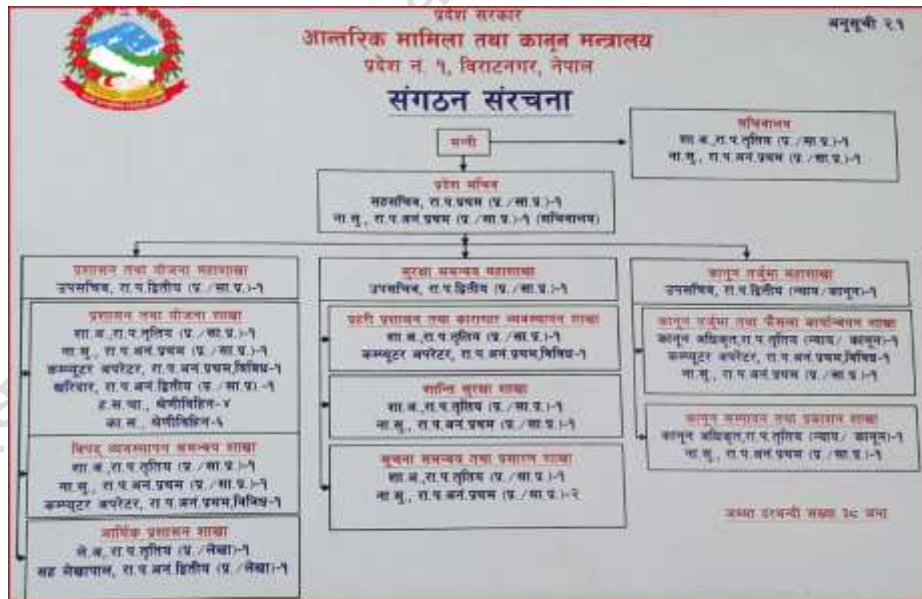 प्रदेश सरकार
अनुसूची २.१
आन्तरिक मामिला तथा कानून मन्त्रालय
प्रदेश नं. १, विराटनगर, नेपाल
संगठन संरचना
मन्त्री
सचिवालय
शा.अ.,रा.प.तृतिय (प्र./सा.प्र.)-१
ना.सु., रा.प.अनं.प्रथम (प्र./सा.प्र.)-१
प्रदेश सचिव
सहसचिव, रा.प.प्रथम (प्र./सा.प्र.)-१
ना.सु., रा.प.अनं.प्रथम (प्र./सा.प्र.)-१ (सचिवालय)
प्रशासन तथा योजना महाशाखा
उपसचिव, रा.प.द्वितीय (प्र./सा.प्र.)-१
प्रशासन तथा योजना शाखा
शा.अ.,रा.प.तृतिय (प्र./सा.प्र.)-१
ना.सु., रा.प.अनं.प्रथम (प्र./सा.प्र.)-१
कम्प्युटर अपरेटर, रा.प.अनं.प्रथम,विविध-१
खरिदार, रा.प.अनं.द्वितीय (प्र./सा.प्र.)-१
ह.स.चा., श्रेणीविहिन-४
का.स., श्रेणीविहिन-६
विपद् व्यवस्थापन समन्वय शाखा
शा.अ.,रा.प.तृतिय (प्र./सा.प्र.)-१
ना.सु., रा.प.अनं.प्रथम (प्र./सा.प्र.)-१
कम्प्युटर अपरेटर, रा.प.अनं.प्रथम,विविध-१
आर्थिक प्रशासन शाखा
ले.अ.,रा.प.तृतिय (प्र./लेखा)-१
सह लेखापाल, रा.प.अनं.द्वितीय (प्र./लेखा)-१
सुरक्षा समन्वय महाशाखा
उपसचिव, रा.प.द्वितीय (प्र./सा.प्र.)-१
प्रहरी प्रशासन तथा कारागार व्यवस्थापन शाखा
शा.अ.,रा.प.तृतिय (प्र./सा.प्र.)-१
कम्प्युटर अपरेटर, रा.प.अनं.प्रथम,विविध-१
शान्ति सुरक्षा शाखा
शा.अ.,रा.प.तृतिय (प्र./सा.प्र.)-१
ना.सु., रा.प.अनं.प्रथम (प्र./सा.प्र.)-१
सूचना समन्वय तथा प्रसारण शाखा
शा.अ.,रा.प.तृतिय (प्र./सा.प्र.)-१
ना.सु., रा.प.अनं.प्रथम (प्र./सा.प्र.)-२
कानून तर्जुमा महाशाखा
उपसचिव, रा.प.द्वितीय (न्याय/कानून)-१
कानून तर्जुमा तथा फैसला कार्यान्वयन शाखा
कानून अधिकृत,रा.प.तृतिय (न्याय/ कानून)-१
कम्प्युटर अपरेटर, रा.प.अनं.प्रथम,विविध-१
ना.सु., रा.प.अनं.प्रथम (प्र./सा.प्र.)-१
कानून सम्पादन तथा प्रकाशन शाखा
कानून अधिकृत,रा.प.तृतिय (न्याय/ कानून)-१
ना.सु., रा.प.अनं.प्रथम (प्र./सा.प्र.)-१
जम्मा दरबन्दी संख्या ३८ जना